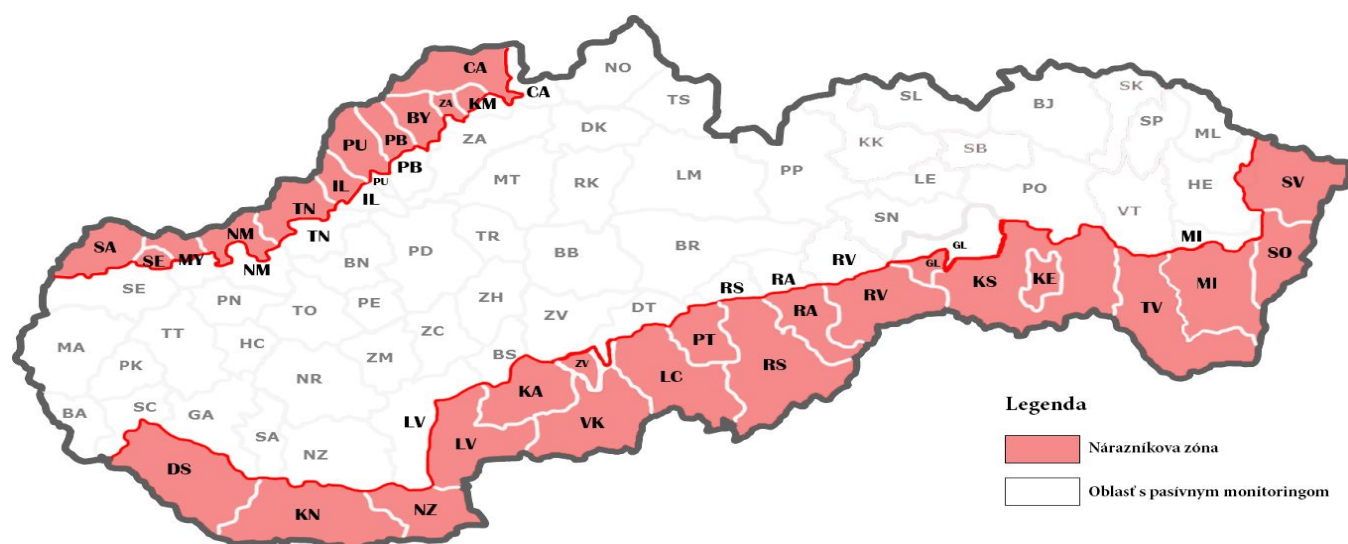 NO
CA
SK
CA
TS
SL
BJ
ZA
KM
BY
SP
ML
DK
PB
ZA
KK
SB
PU
PB
PP
LM
MT
RK
LE
HE
SV
IL
PU
IL
PO
VT
TN
SN
MI
TN
NM
SA
SE
MY
NM
TR
BR
BB
PD
BN
RV
GL
SO
GL
RA
RS
KS
KE
MI
SE
PN
PE
ZH
RV
TO
RA
TV
DT
ZV
TT
ZC
HC
MA
PT
BS
ZM
PK
ZV
RS
LC
NR
KA
SC
BA
GA
LV
VK
SA
LV
NZ
DS
KN
NZ
Legenda
Nárazníkova zóna
Oblasť s pasívnym monitoringom